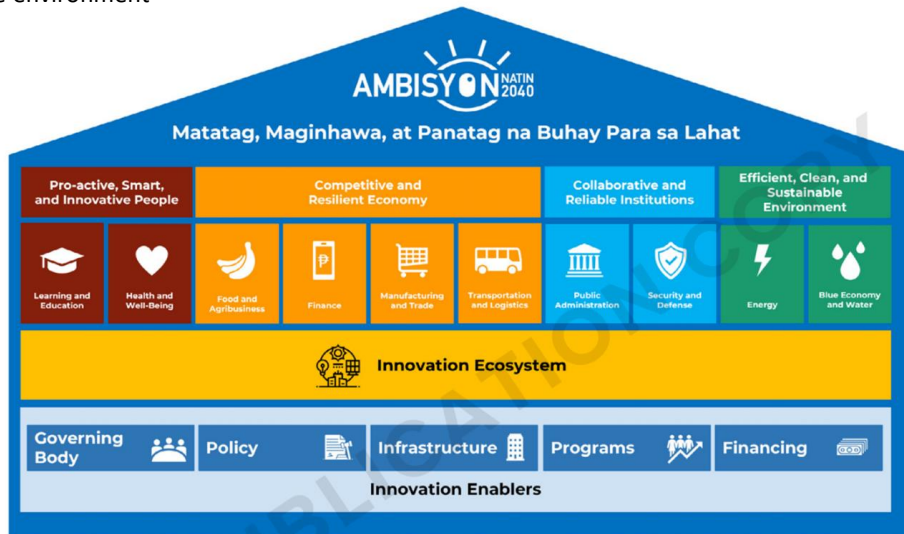 environment
AMBISYON NATIN 2040
Matatag, Maginhawa, at Panatag na Buhay Para sa Lahat
Pro-active, Smart,
and Innovative People
Competitive and
Resilient Economy
Collaborative and
Reliable Institutions
Efficient, Clean, and
Sustainable
Environment
Learning and
Education
Health and
Well-Being
Food and
Agribusiness
Finance
Manufacturing
and Trade
Transportation
and Logistics
Public
Administration
Security and
Defense
Energy
Blue Economy
and Water
Innovation Ecosystem
Governing
Body
Policy
Infrastructure
Programs
Financing
Innovation Enablers